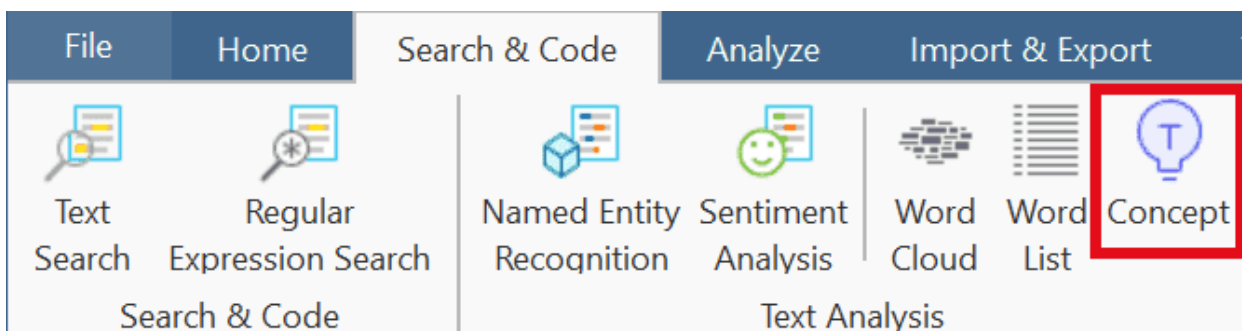 File Home Search & Code Analyze Import & Export
Text Regular Named Entity Sentiment Word Word Concept
Search Expression Search Recognition Analysis Cloud List
Search & Code Text Analysis